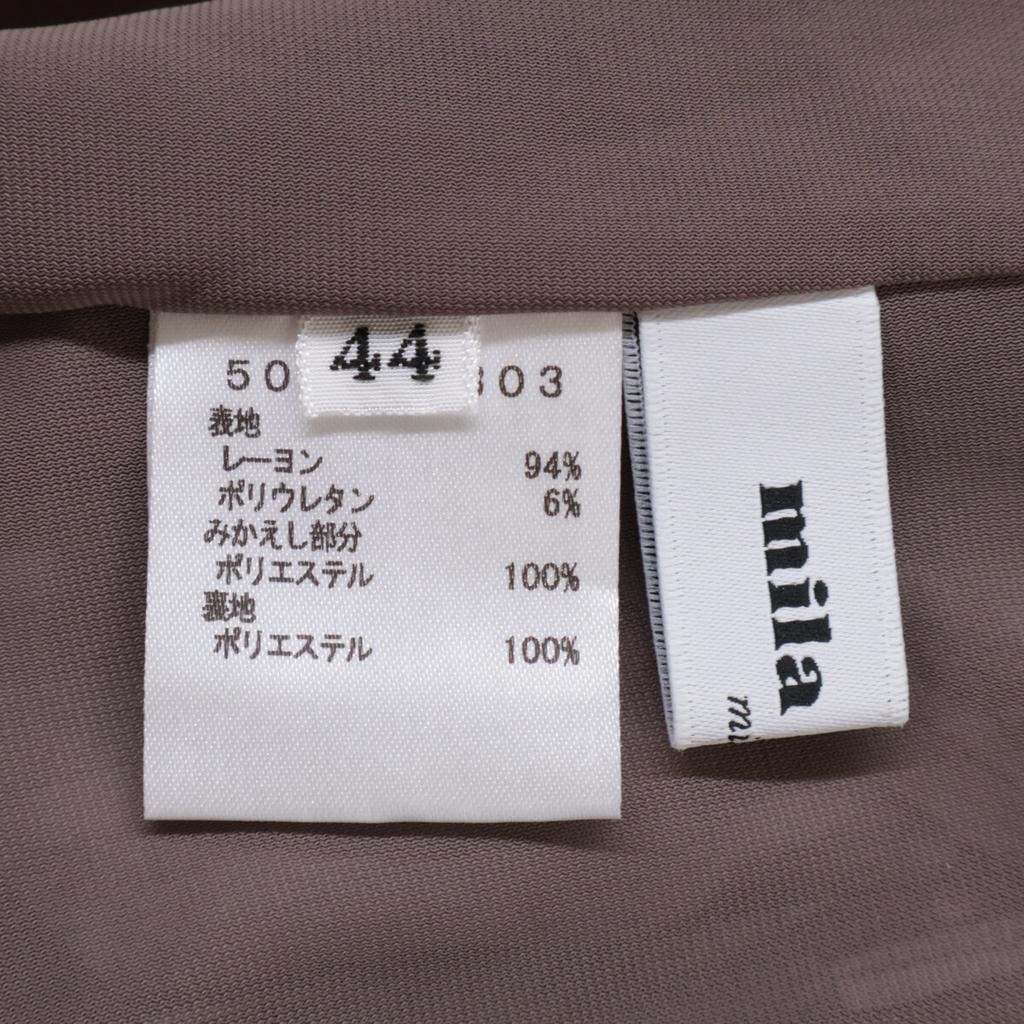 44
50 303
表地
レーヨン 94%
ポリウレタン 6%
みかえし部分
ポリエステル 100%
裏地
ポリエステル 100%
mila